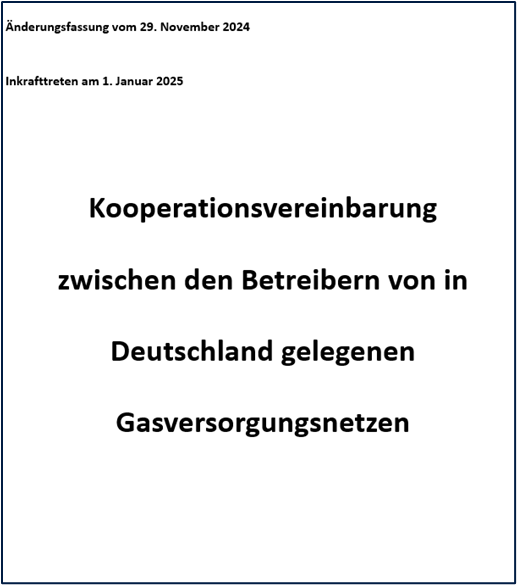 Änderungsfassung vom 29. November 2024
Inkrafttreten am 1. Januar 2025
Kooperationsvereinbarung
zwischen den Betreibern von in
Deutschland gelegenen
Gasversorgungsnetzen